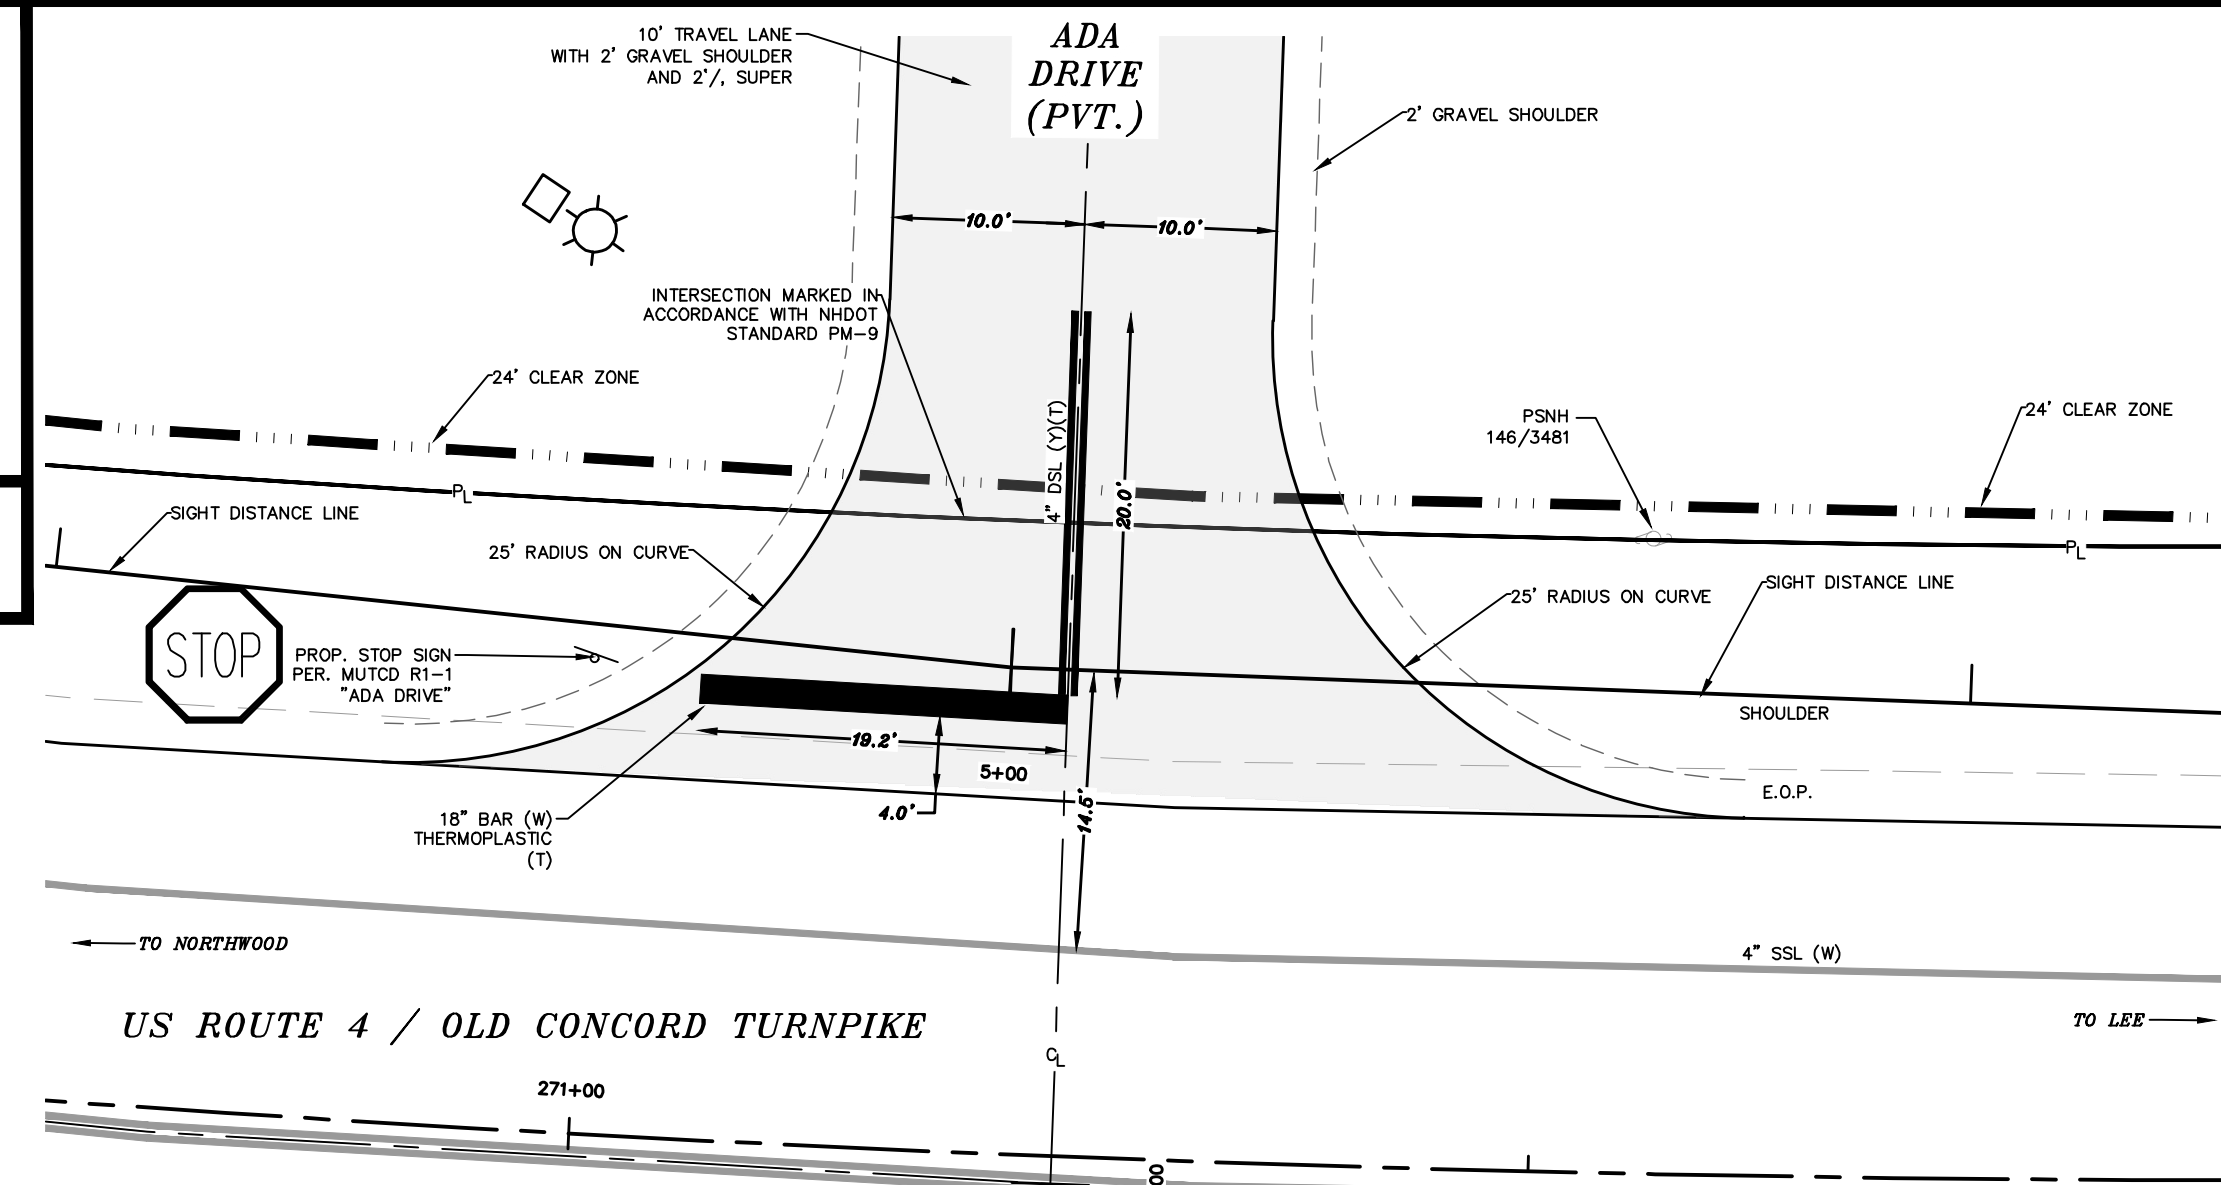 10' TRAVEL LANE
WITH 2' GRAVEL SHOULDER
AND 2%, SUPER
ADA
DRIVE
(PVT.)
2' GRAVEL SHOULDER
10.0'
10.0'
INTERSECTION MARKED IN
ACCORDANCE WITH NHDOT
STANDARD PM-9
24' CLEAR ZONE
PSNH
146/3481
24' CLEAR ZONE
4" DSL (Y)(T)
20.0'
PL
SIGHT DISTANCE LINE
25' RADIUS ON CURVE
PL
SIGHT DISTANCE LINE
25' RADIUS ON CURVE
STOP
PROP. STOP SIGN
PER. MUTCD R1-1
"ADA DRIVE"
SHOULDER
19.2'
5+00
E.O.P.
4.0'
14.5'
18" BAR (W)
THERMOPLASTIC
(T)
TO NORTHWOOD
4" SSL (W)
US ROUTE 4 / OLD CONCORD TURNPIKE
TO LEE
CL
271+00
00